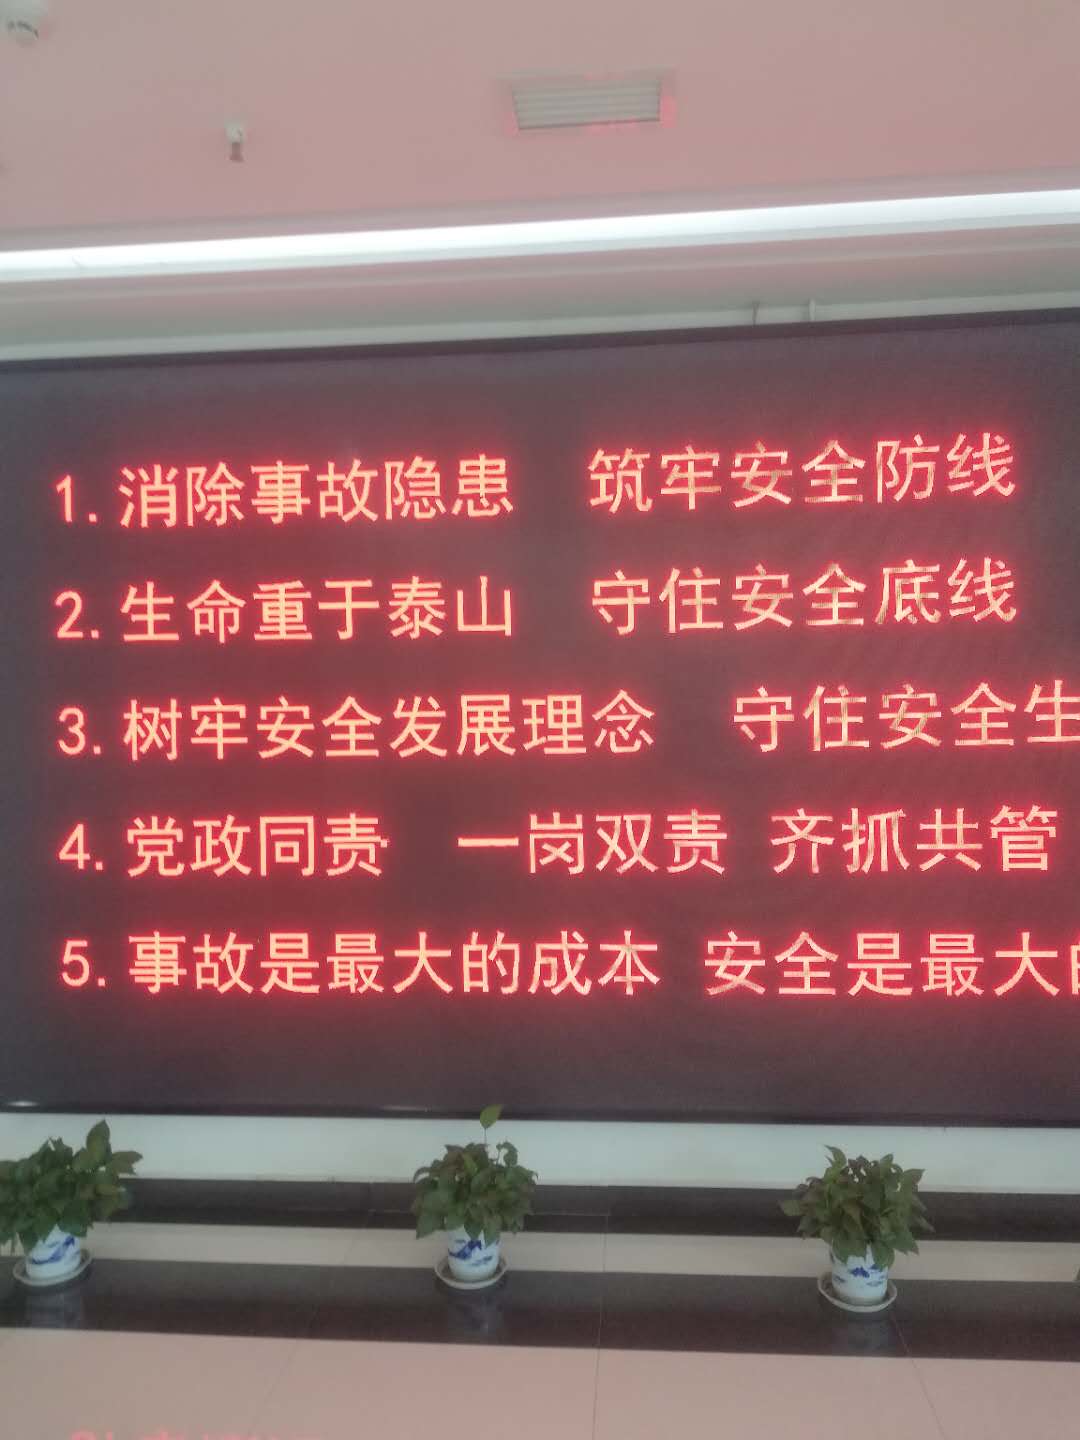 1.消除事故隐患 筑牢安全防线
2.生命重于泰山 守住安全底线
3.树牢安全发展理念 守住安全生
4.党政同责 一岗双责 齐抓共管
5.事故是最大的成本 安全是最大的